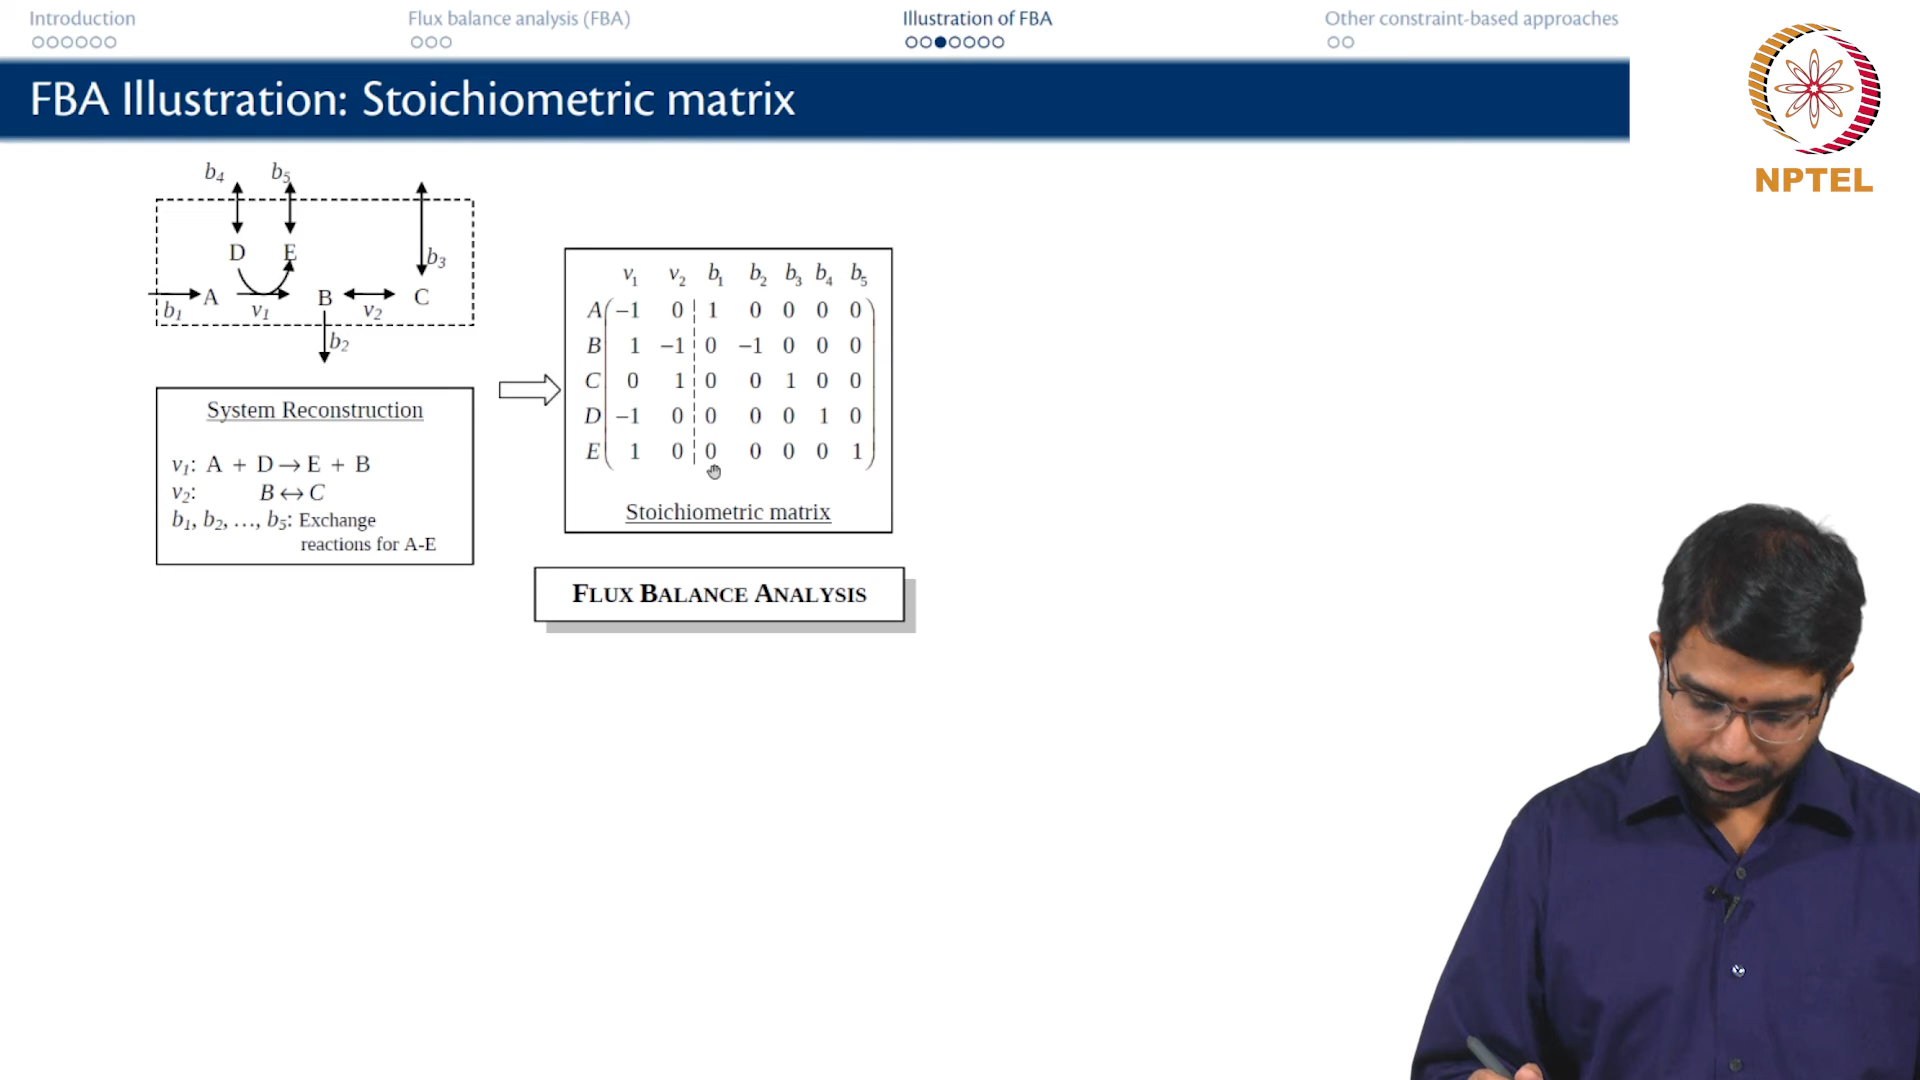 Introduction
Flux balance analysis (FBA)
Illustration of FBA
Other constraint-based approaches
FBA Illustration: Stoichiometric matrix
NPTEL
b4 b5
D E b3
A B C
b1 v1 v2
b2
System Reconstruction
v1: A + D → E + B
v2: B ↔ C
b1, b2, …, b5: Exchange
reactions for A-E
v1 v2 b1 b2 b3 b4 b5
A −1 0 1 0 0 0 0
B 1 −1 0 −1 0 0 0
C 0 1 0 0 1 0 0
D −1 0 0 0 0 1 0
E 1 0 0 0 0 0 1
Stoichiometric matrix
FLUX BALANCE ANALYSIS